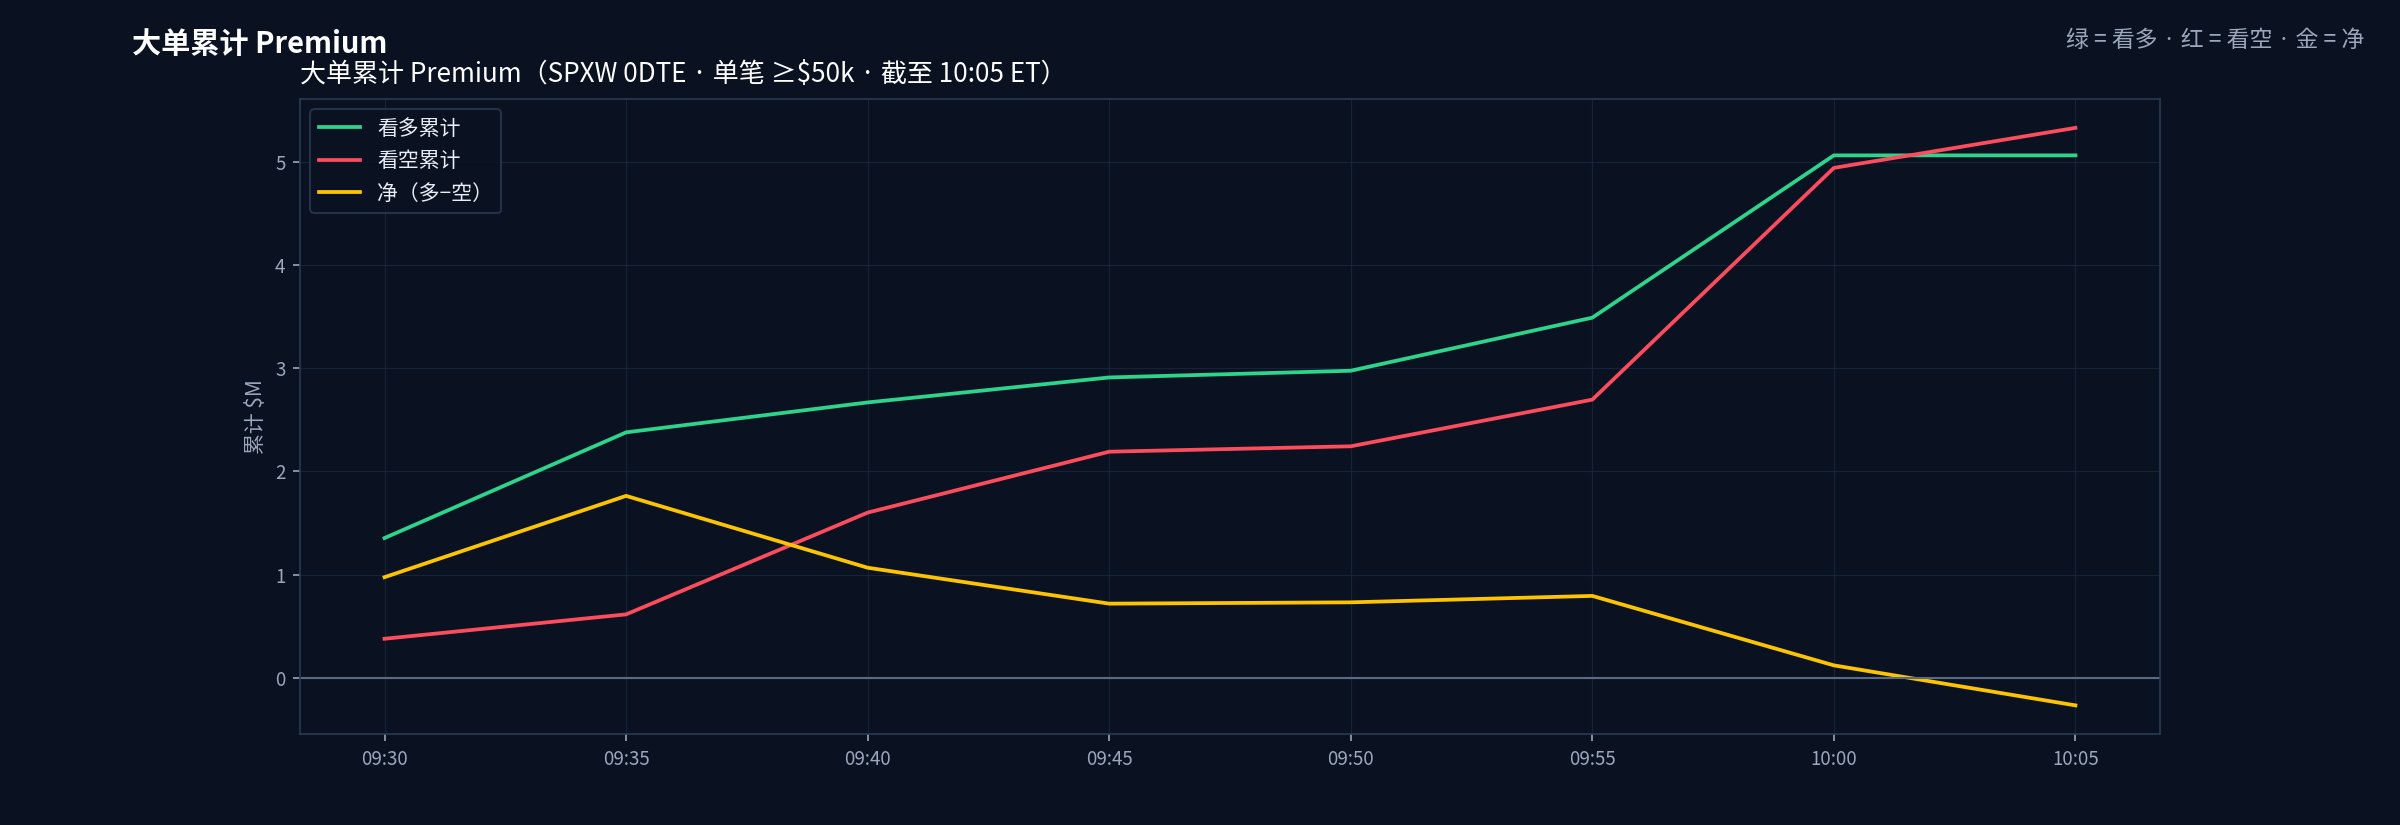 大单累计 Premium
绿 = 看多 · 红 = 看空 · 金 = 净
大单累计 Premium（SPXW 0DTE · 单笔 ≥$50k · 截至 10:05 ET）
看多累计
看空累计
净（多−空）
累计 $M
5
4
3
2
1
0
09:30 09:35 09:40 09:45 09:50 09:55 10:00 10:05